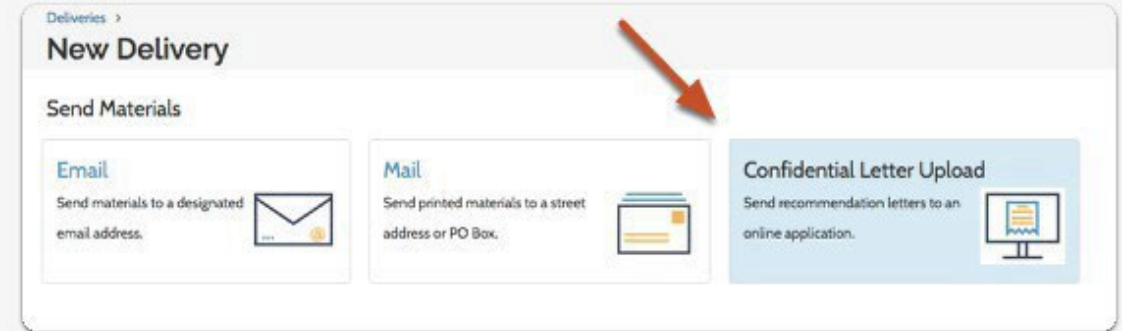 Deliveries >
New Delivery
Send Materials
Email
Send materials to a designated
email address.
Mail
Send printed materials to a street
address or PO Box.
Confidential Letter Upload
Send recommendation letters to an
online application.